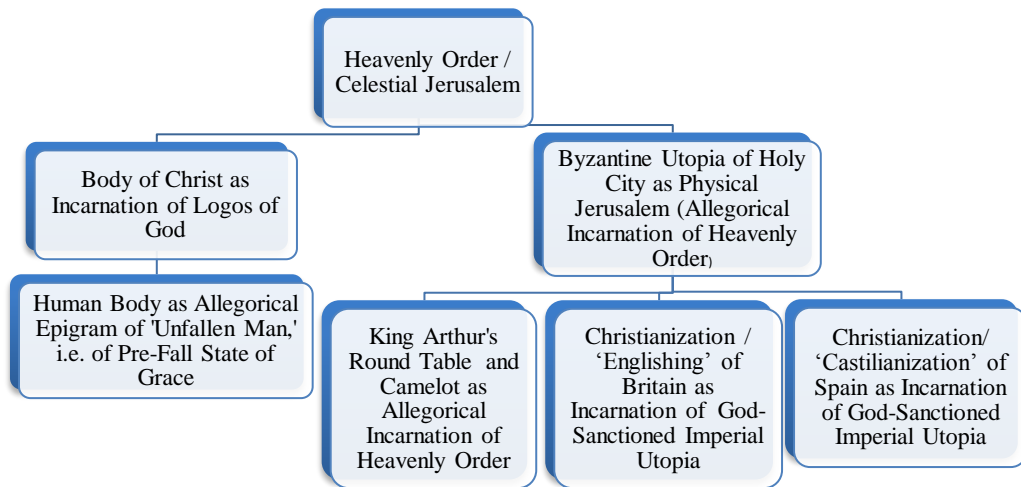 Heavenly Order /
Celestial Jerusalem
Body of Christ as
Incarnation of Logos of
God
Byzantine Utopia of Holy
City as Physical
Jerusalem (Allegorical
Incarnation of Heavenly
Order)
Human Body as Allegorical
Epigram of 'Unfallen Man,'
i.e. of Pre-Fall State of
Grace
King Arthur's
Round Table and
Camelot as
Allegorical
Incarnation of
Heavenly Order
Christianization /
‘Englishing’ of
Britain as
Incarnation of God-
Sanctioned Imperial
Utopia
Christianization/
‘Castilianization’ of
Spain as Incarnation
of God-Sanctioned
Imperial Utopia